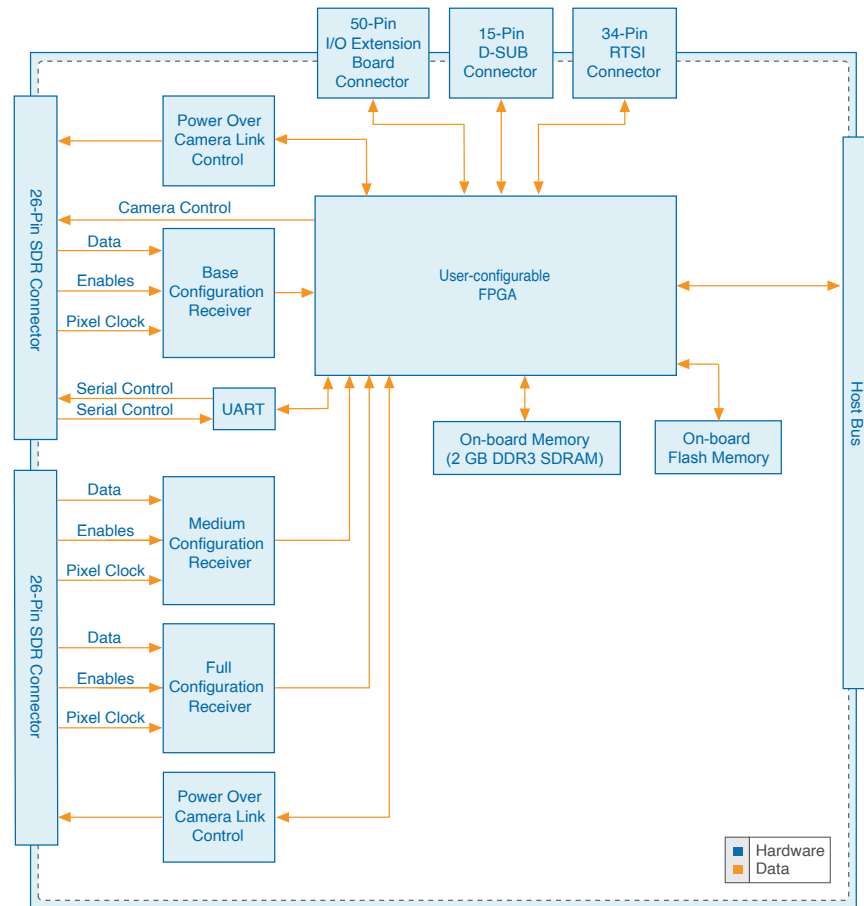 50-Pin
I/O Extension
Board
Connector
15-Pin
D-SUB
Connector
34-Pin
RTSI
Connector
Power Over
Camera Link
Control
26-Pin SDR Connector
Camera Control
Data
Enables
Pixel Clock
Base
Configuration
Receiver
User-configurable
FPGA
Serial Control
Serial Control
UART
On-board Memory
(2 GB DDR3 SDRAM)
On-board
Flash Memory
Host Bus
26-Pin SDR Connector
Data
Enables
Pixel Clock
Medium
Configuration
Receiver
Data
Enables
Pixel Clock
Full
Configuration
Receiver
Power Over
Camera Link
Control
Hardware
Data